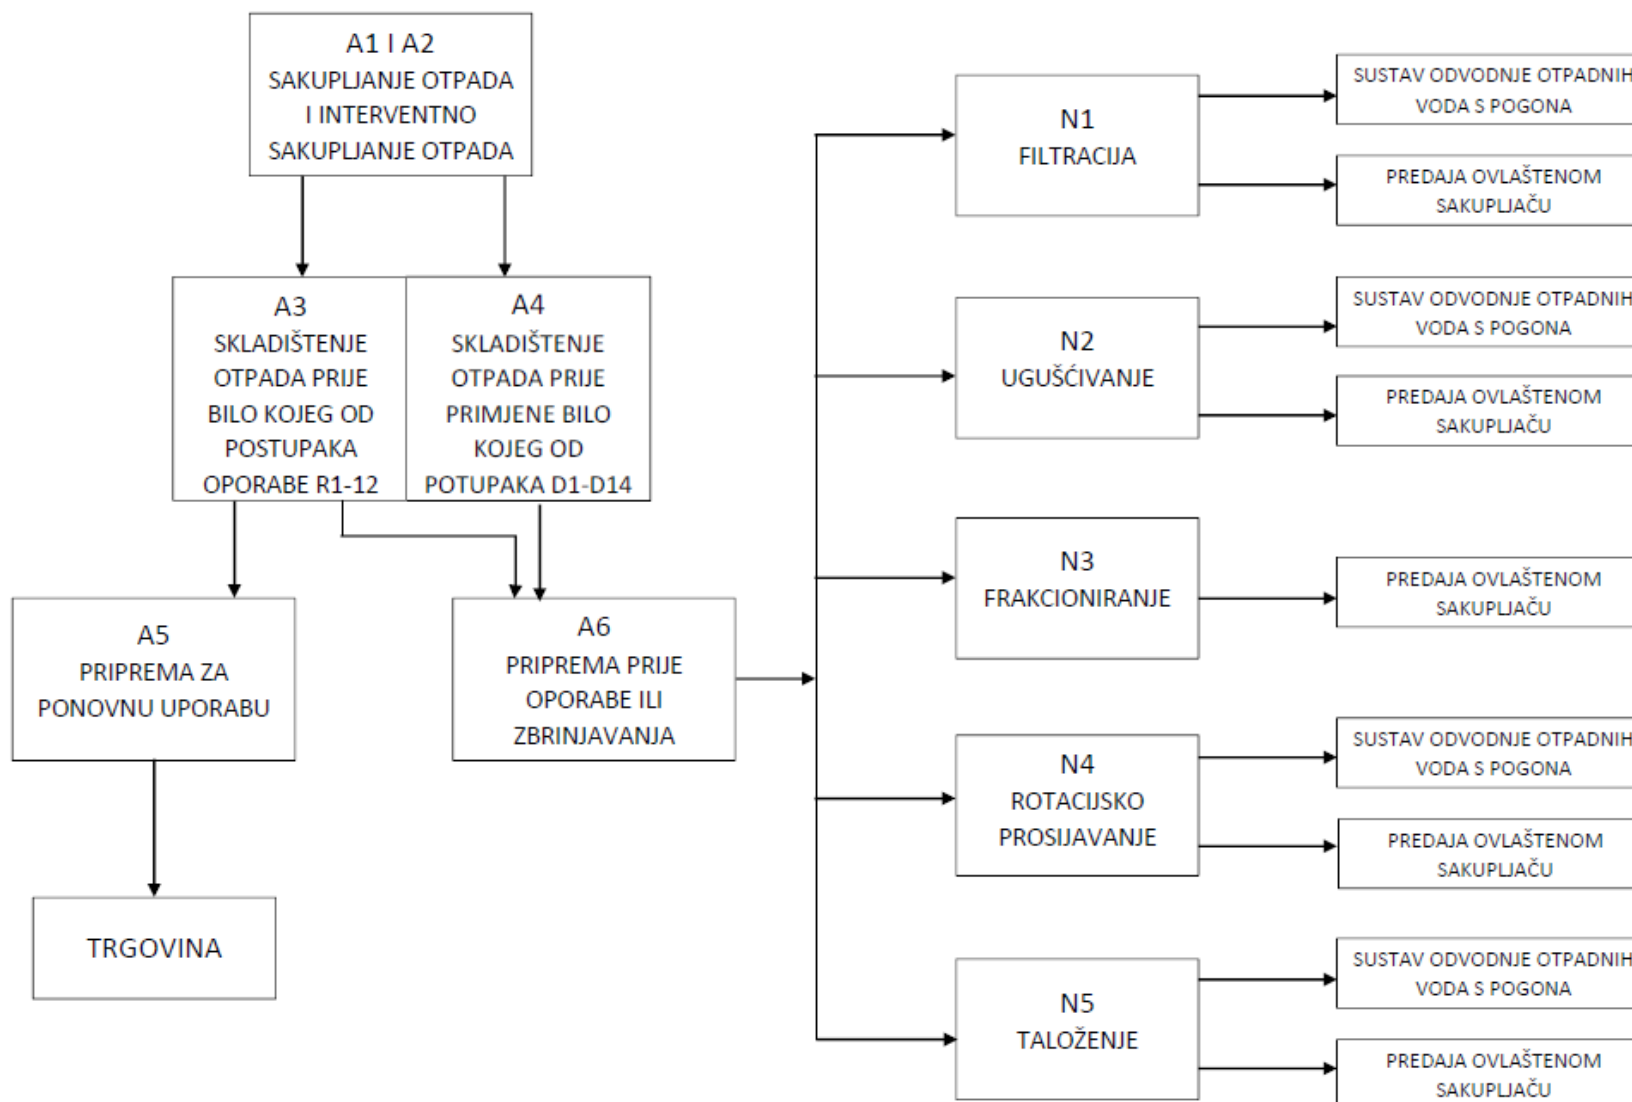 A1 I A2
SAKUPLJANJE OTPADA
I INTERVENTNO
SAKUPLJANJE OTPADA
A3
SKLADIŠTENJE
OTPADA PRIJE
BILO KOJEG OD
POSTUPAKA
OPORABE R1-12
A4
SKLADIŠTENJE
OTPADA PRIJE
PRIMJENE BILO
KOJEG OD
POTUPAKA D1-D14
A5
PRIPREMA ZA
PONOVNU UPORABU
A6
PRIPREMA PRIJE
OPORABE ILI
ZBRINJAVANJA
TRGOVINA
N1
FILTRACIJA
SUSTAV ODVODNJE OTPADNIH
VODA S POGONA
PREDAJA OVLAŠTENOM
SAKUPLJAČU
N2
UGUŠĆIVANJE
SUSTAV ODVODNJE OTPADNIH
VODA S POGONA
PREDAJA OVLAŠTENOM
SAKUPLJAČU
N3
FRAKCIONIRANJE
PREDAJA OVLAŠTENOM
SAKUPLJAČU
N4
ROTACIJSKO
PROSIJAVANJE
SUSTAV ODVODNJE OTPADNIH
VODA S POGONA
PREDAJA OVLAŠTENOM
SAKUPLJAČU
N5
TALOŽENJE
SUSTAV ODVODNJE OTPADNIH
VODA S POGONA
PREDAJA OVLAŠTENOM
SAKUPLJAČU